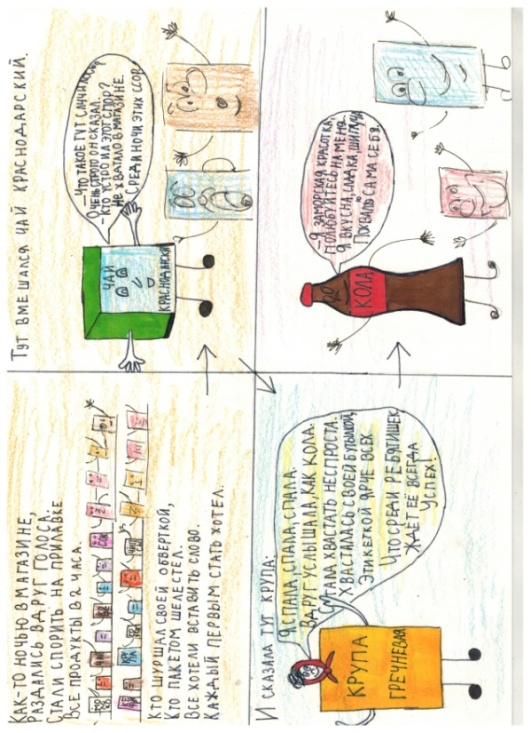 КАК-ТО НОЧЬЮ В МАГАЗИНЕ,
РАЗДАЛИСЬ ВДРУГ ГОЛОСА.
СТАЛИ СПОРИТЬ НА ПРИЛАВКЕ
ВСЕ ПРОДУКТЫ В 2 ЧАСА.
КТО ШУРШАЛ СВОЕЙ ОБВЕРТКОЙ,
КТО ПАКЕТОМ ШЕЛЕСТЕЛ.
ВСЕ ХОТЕЛИ ВСТАВИТЬ СЛОВО.
КАЖДЫЙ ПЕРВЫМ СТАТЬ ХОТЕЛ.
ТУТ ВМЕШАЛСЯ ЧАЙ КРАСНОДАРСКИЙ.
- ЧТО ТАКОЕ ТУТ СЛУЧИЛОСЬ?
ОЧЕНЬ СТРОГО ОН СКАЗАЛ.
- КТО УСТРОИЛ ЭТОТ СПОР?
НЕ ХВАТАЛО В МАГАЗИНЕ
СРЕДИ НОЧИ ЭТИХ ССОР.
ЧАЙ
КРАСНОДАРСКИЙ
И СКАЗАЛА ТУТ КРУПА:
- Я СПАЛА, СПАЛА, СПАЛА.
ВДРУГ УСЛЫШАЛА, КАК КОЛА.
СТАЛА ХВАСТАТЬ НЕСПРОСТА.
ХВАСТАЛАСЬ СВОЕЙ БУТЫЛКОЙ,
ЭТИКЕТКОЙ ЯРЧЕ ВСЕХ
ЧТО СРЕДИ РЕБЯТИШЕК
ЖДЁТ ЕЁ ВСЕГДА
УСПЕХ!
КРУПА
ГРЕЧНЕВАЯ
- Я ЗАМОРСКАЯ КРАСОТКА,
ПОЛЮБУЙТЕСЬ НА МЕНЯ.
Я ВКУСНА, СЛАДКА, ШИПУЧА
ПОХВАЛЮ САМА СЕБЯ.
КОЛА